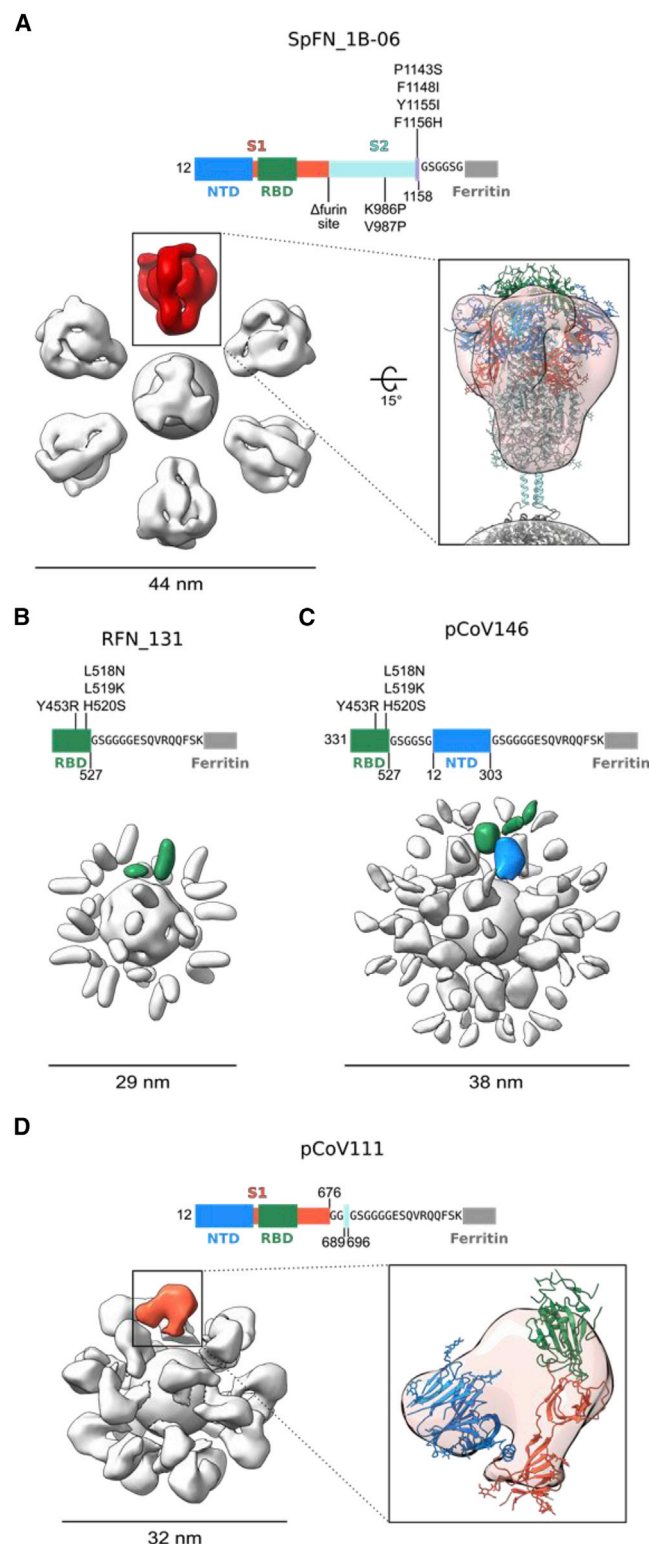 A
SpFN_1B-06
P1143S
F1148I
Y1155I
F1156H
S1
S2
12
GSGGSG
NTD
RBD
1158
Ferritin
Δfurin
site
K986P
V987P
15°
44 nm
B
RFN_131
L518N
L519K
Y453R H520S
GSGGGGESQVRQQFSK
RBD
Ferritin
527
29 nm
C
pCoV146
L518N
L519K
Y453R H520S
331
GSGGSG
GSGGGGESQVRQQFSK
RBD
NTD
Ferritin
527
12
303
38 nm
D
pCoV111
S1
676
12
GG
GSGGGGESQVRQQFSK
NTD
RBD
689
696
Ferritin
32 nm